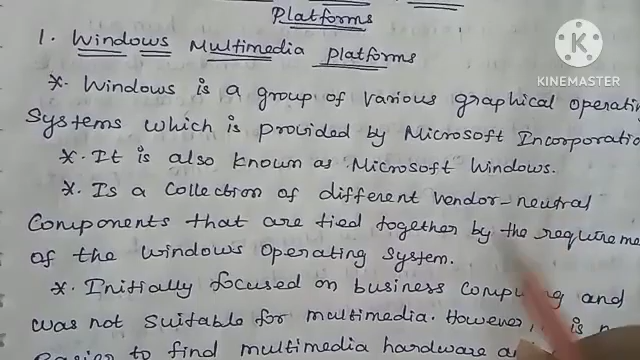 Platforms
1. Windows Multimedia Platforms
KINEMASTER
*. Windows is a group of various graphical Operatin
Systems which is provided by Microsoft Incorporatio
*. It is also known as Microsoft Windows.
*. Is a collection of different vendor-neutral
Components that are tied together by the requireme
of the Windows Operating System.
*. Initially focused on business comp and
was not suitable for multimedia. However, is
Easier to find multimedia hardware